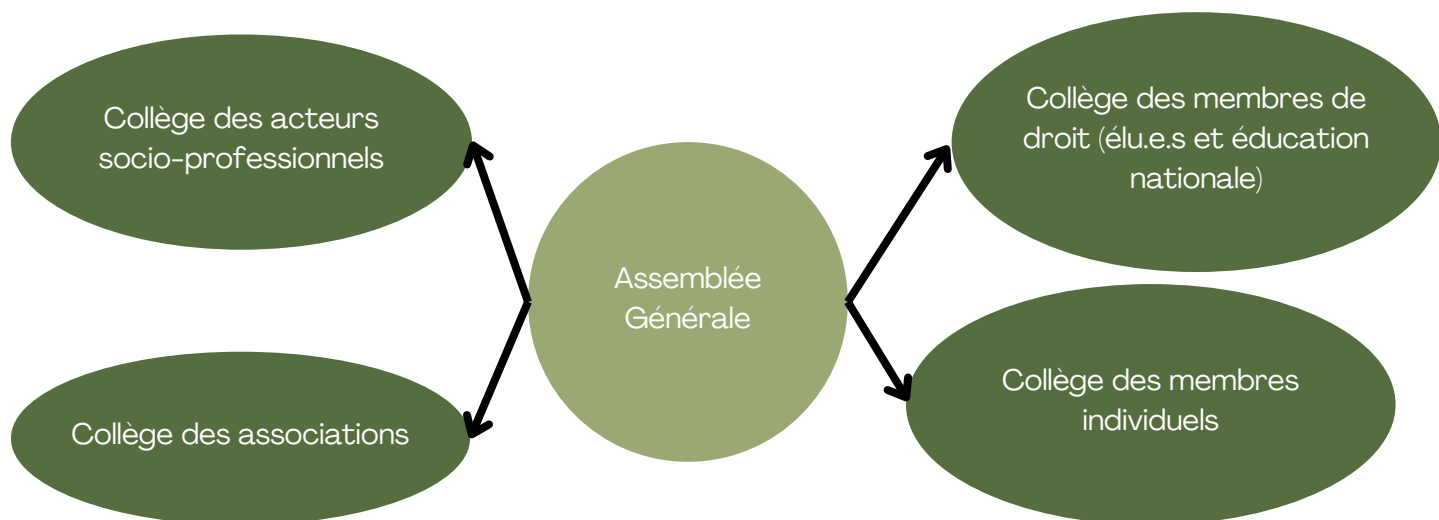 Collège des acteurs
socio-professionnels
Collège des membres de
droit (élu.e.s et éducation
nationale)
Assemblée
Générale
Collège des associations
Collège des membres
individuels